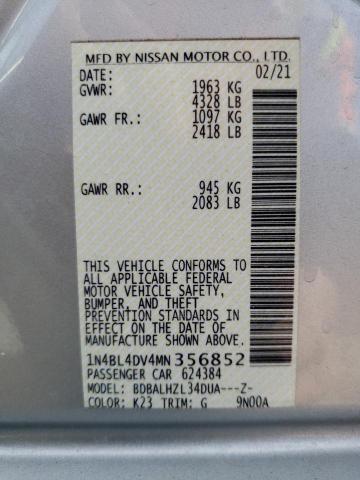 MFD BY NISSAN MOTOR CO., LTD.
DATE: 02/21
GVWR: 1963 KG
4328 LB
GAWR FR.: 1097 KG
2418 LB
GAWR RR.: 945 KG
2083 LB
THIS VEHICLE CONFORMS TO
ALL APPLICABLE FEDERAL
MOTOR VEHICLE SAFETY,
BUMPER, AND THEFT
PREVENTION STANDARDS
IN EFFECT ON THE DATE OF
MANUFACTURE SHOWN ABOVE.
1N4BL4DV4MN356852
PASSENGER CAR 624384
MODEL: BDBALHZL34DUA---Z-
COLOR: K23 TRIM: G 9N00A